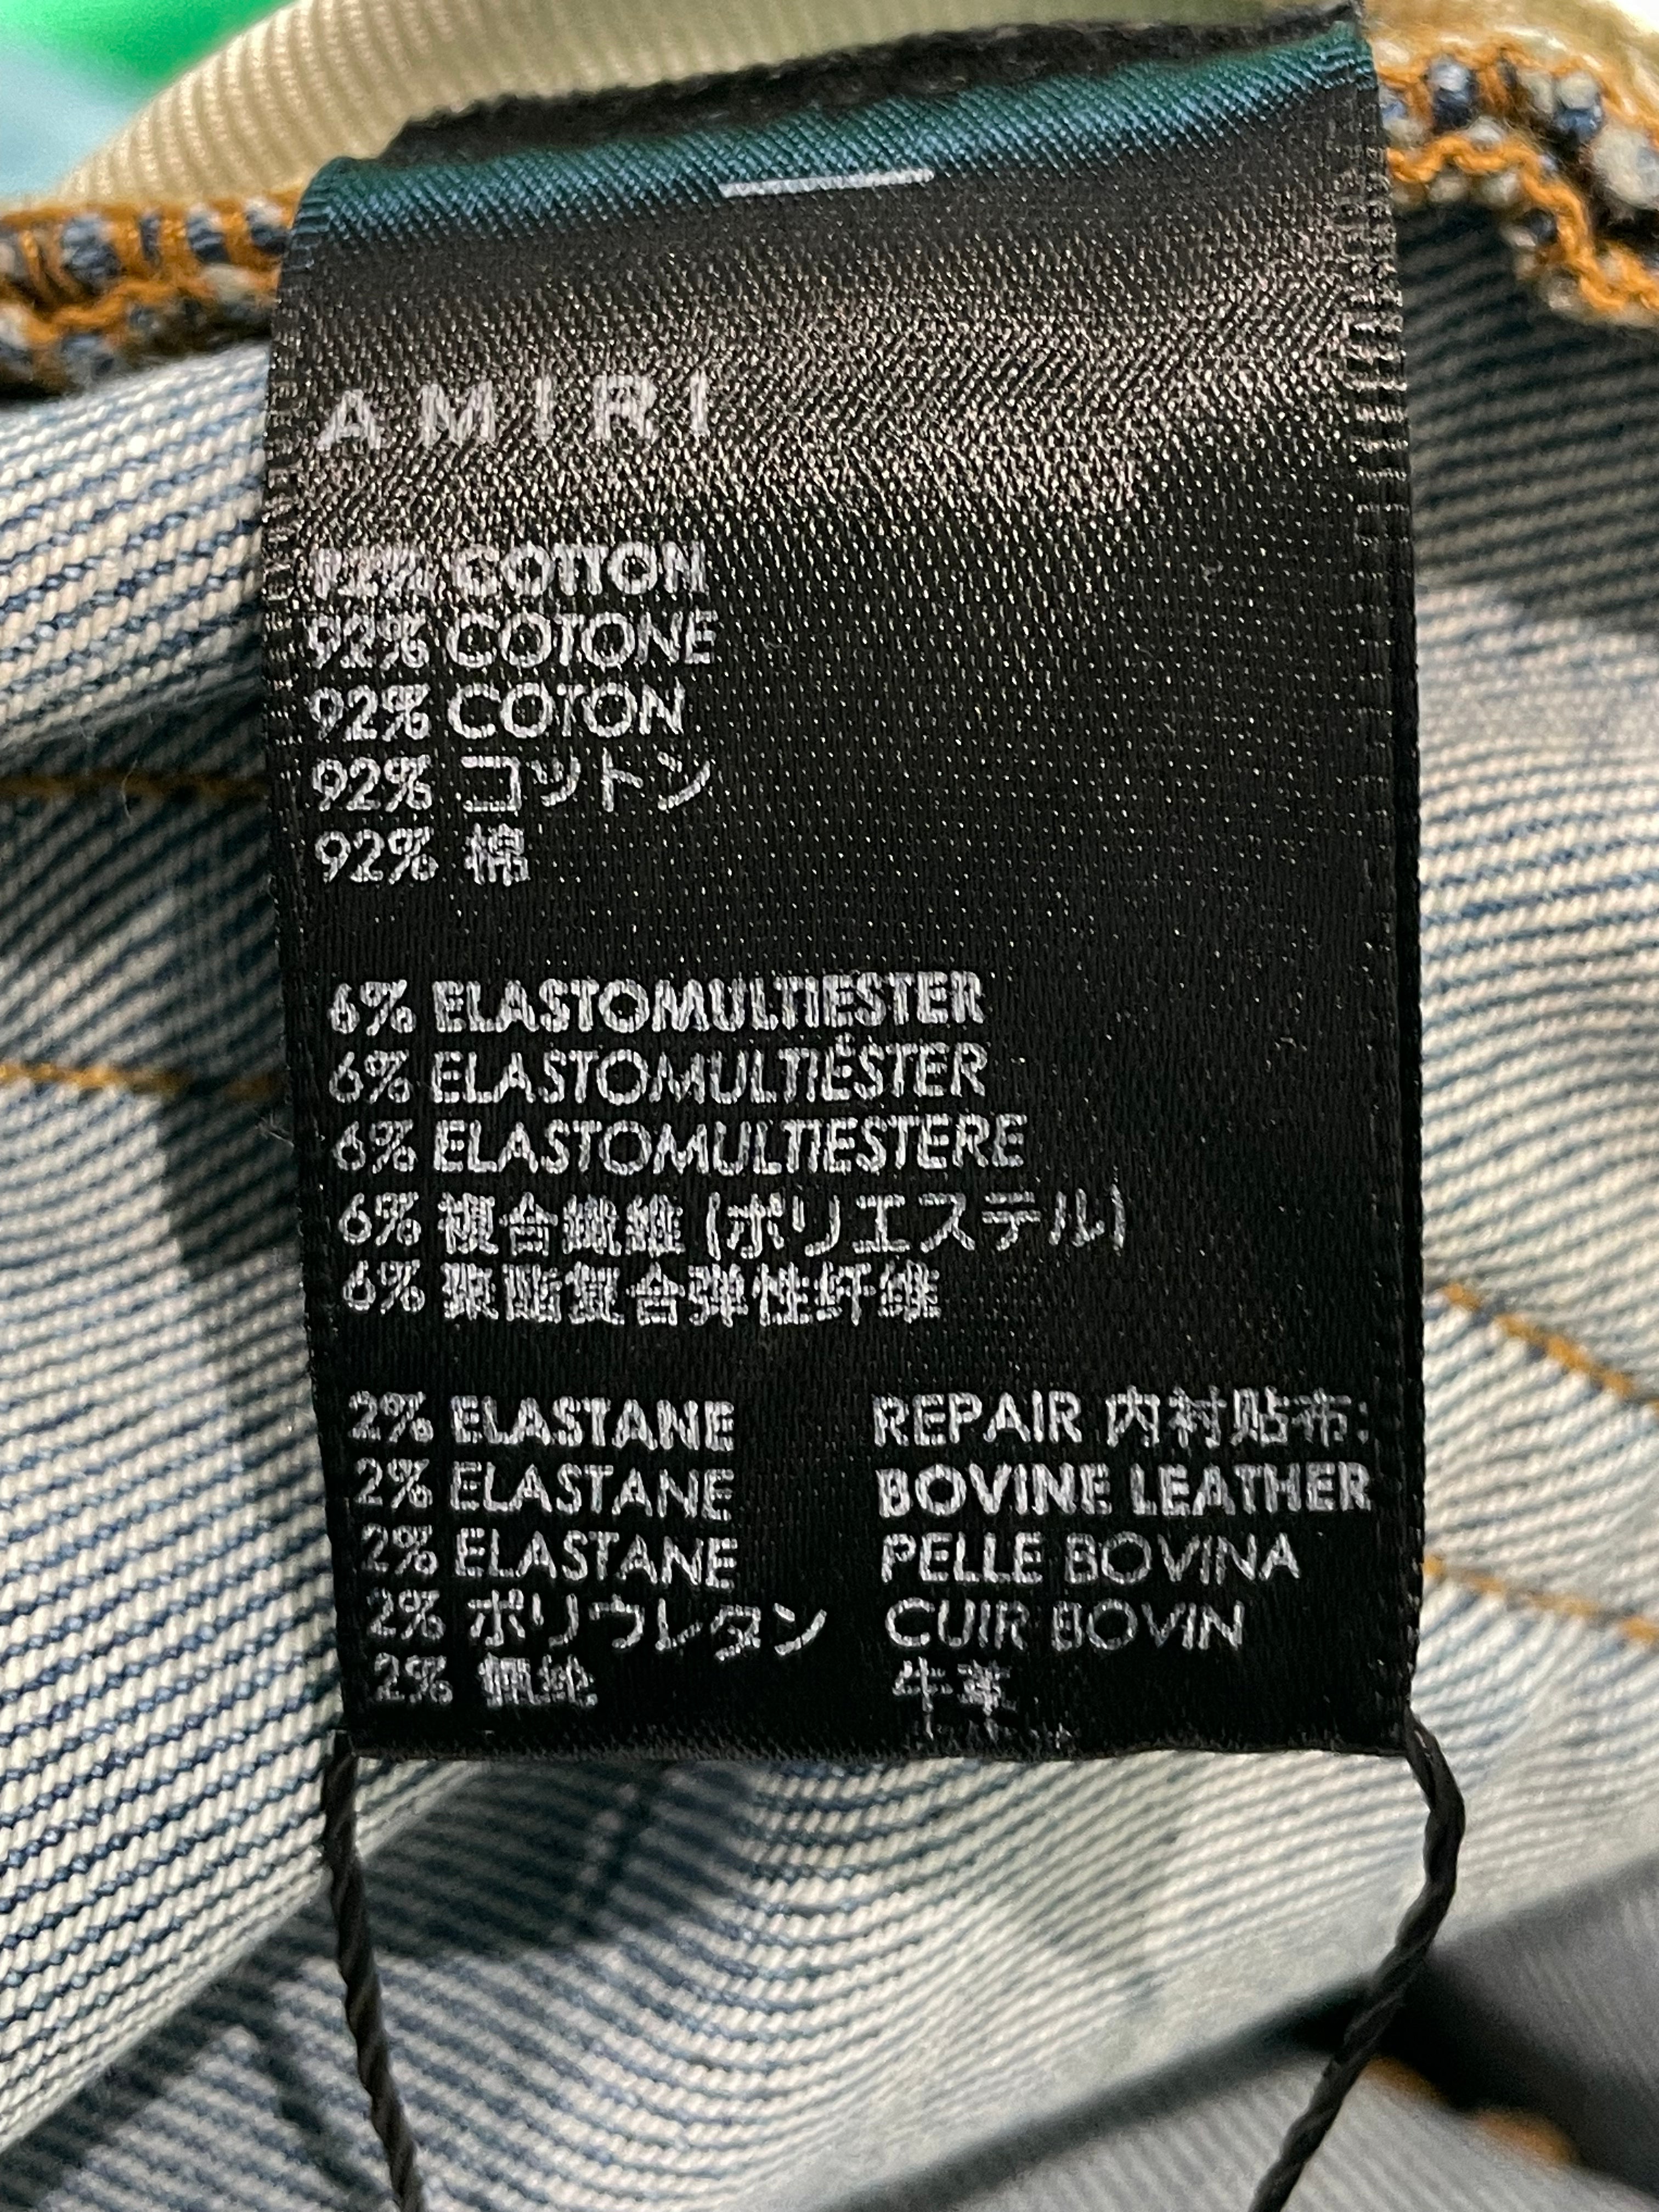 AMIRI
92% COTTON
92% COTONE
92% COTON
92% コットン
92% 棉
6% ELASTOMULTIESTER
6% ELASTOMULTIÉSTER
6% ELASTOMULTIESTERE
6% 複合繊維 (ポリエステル)
6% 聚酯复合弹性纤维
2% ELASTANE
2% ELASTANE
2% ELASTANE
2% ポリウレタン
2% 氨纶
REPAIR 内衬贴布:
BOVINE LEATHER
PELLE BOVINA
CUIR BOVIN
牛革